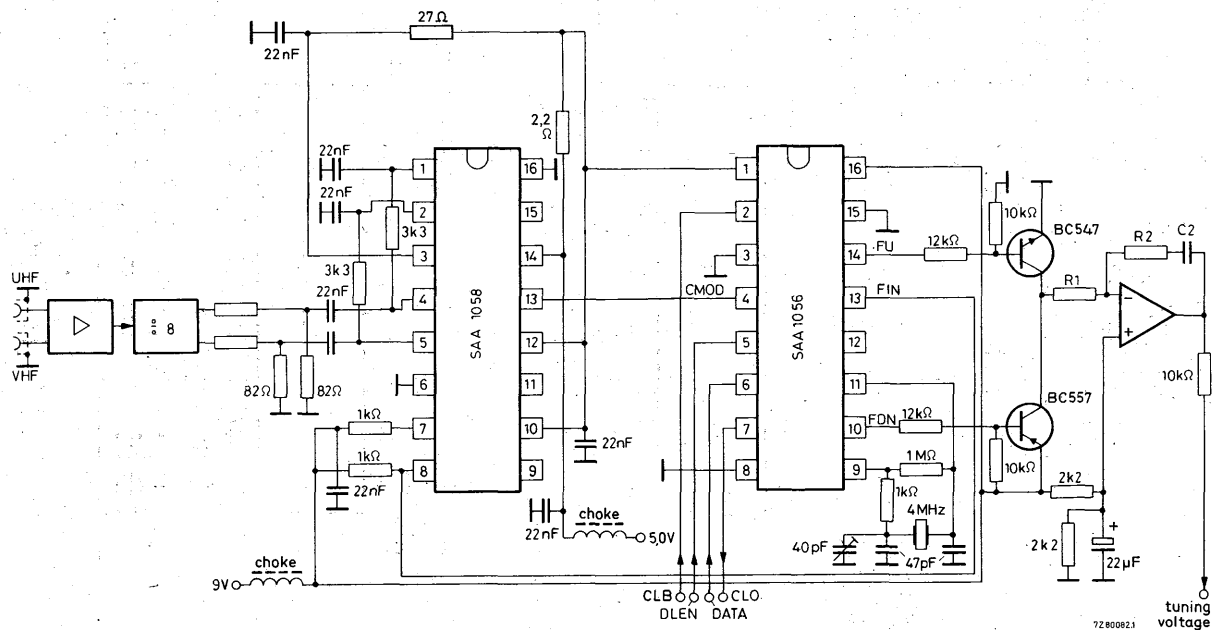 27Ω
22nF
2,2
Ω
22nF
22nF
3k3
3k3
22nF
UHF
VHF
8
82Ω
82Ω
1kΩ
1kΩ
22nF
1
2
3
4
5
6
7
8
SAA 1058
16
15
14
13
12
11
10
9
22nF
22nF
choke
5,0V
choke
9V
CMOD
1
2
3
4
5
6
7
8
SAA 1056
16
15
14
13
12
11
10
9
FU
FIN
FDN
12kΩ
10kΩ
BC547
R1
R2
C2
−
+
10kΩ
BC557
12kΩ
10kΩ
1MΩ
1kΩ
4MHz
40pF
47pF
2k2
2k2
+
22µF
CLB
DLEN
DATA
CLO
tuning
voltage
7Z80082.1